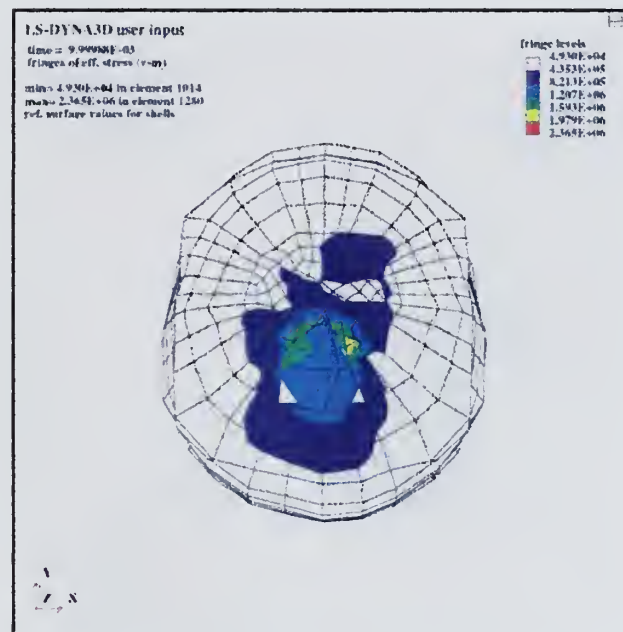 LS-DYNA3D user input
time = 9.99908E-03
fringes of eff. stress (v-m)
min= 4.930E+04 in element 1014
max= 2.365E+06 in element 1280
ref. surface values for shells
fringe levels
4.930E+04
4.353E+05
8.213E+05
1.207E+06
1.593E+06
1.979E+06
2.365E+06
Y
Z X